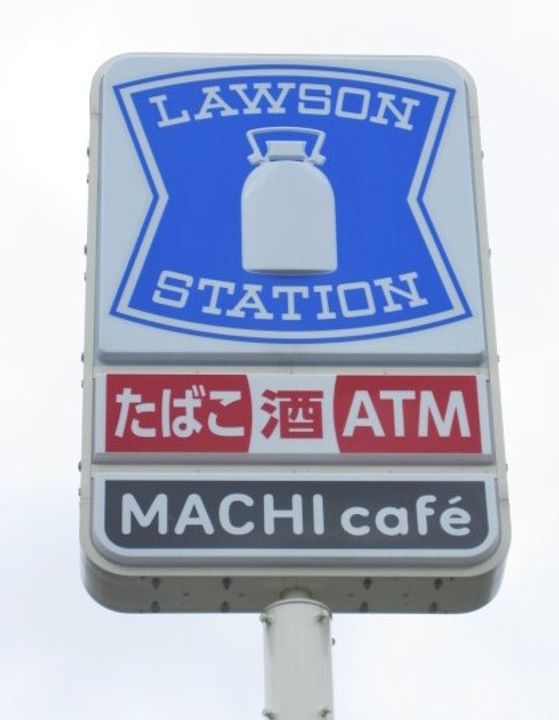 LAWSON
STATION
たばこ 酒 ATM
MACHI café